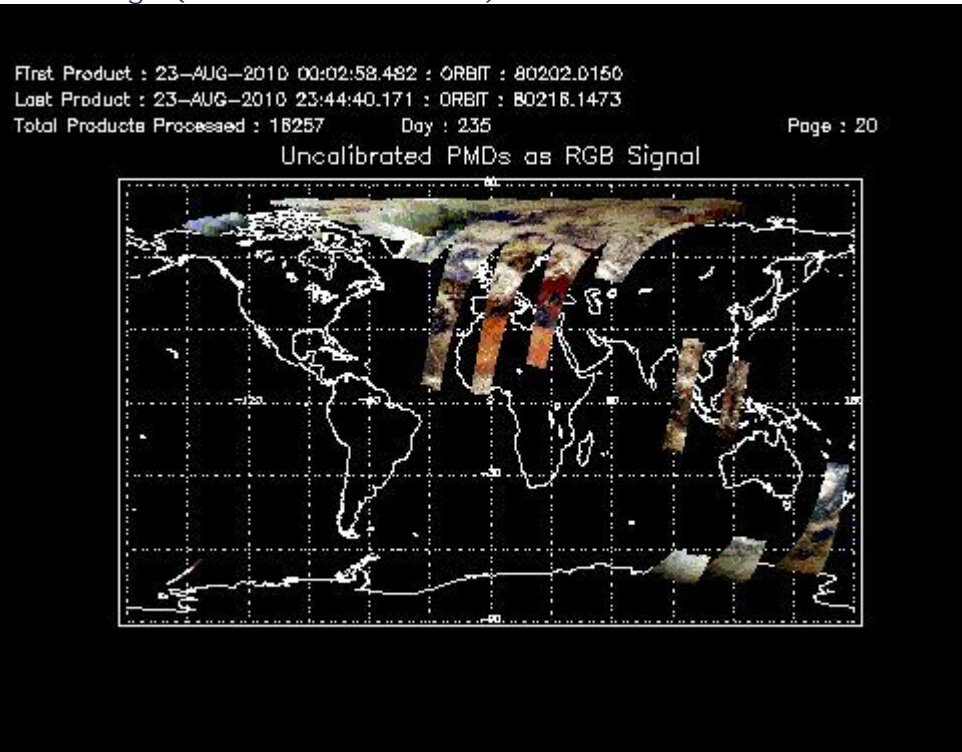 First Product : 23-AUG-2010 00:02:58.482 : ORBIT : 80202.0150
Last Product : 23-AUG-2010 23:44:40.171 : ORBIT : 80216.1473
Total Products Processed : 16257 Day : 235 Page : 20
Uncalibrated PMDs as RGB Signal